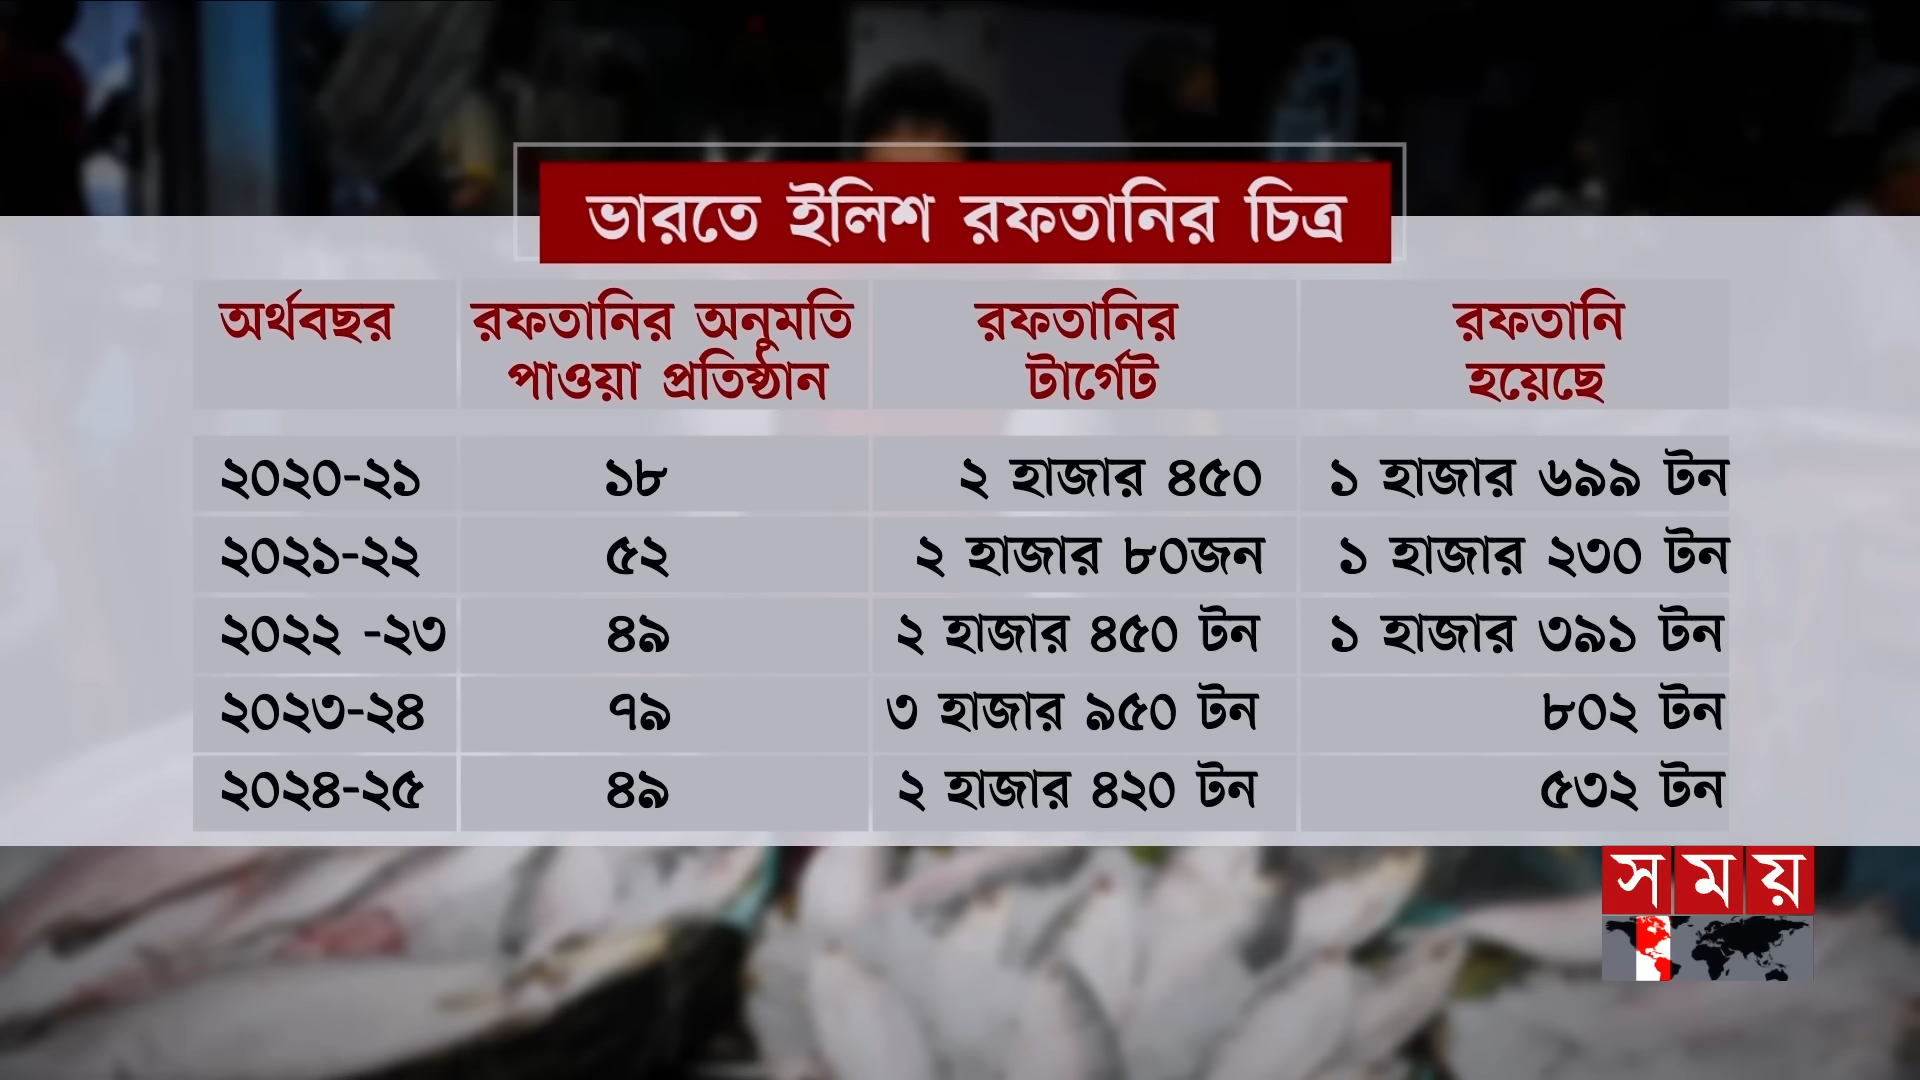 ভারতে ইলিশ রফতানির চিত্র
অর্থবছর রফতানির অনুমতি পাওয়া প্রতিষ্ঠান রফতানির টার্গেট রফতানি হয়েছে
২০২০-২১ ১৮ ২ হাজার ৪৫০ ১ হাজার ৬৯৯ টন
২০২১-২২ ৫২ ২ হাজার ৮০জন ১ হাজার ২৩০ টন
২০২২ -২৩ ৪৯ ২ হাজার ৪৫০ টন ১ হাজার ৩৯১ টন
২০২৩-২৪ ৭৯ ৩ হাজার ৯৫০ টন ৮০২ টন
২০২৪-২৫ ৪৯ ২ হাজার ৪২০ টন ৫৩২ টন
সময়